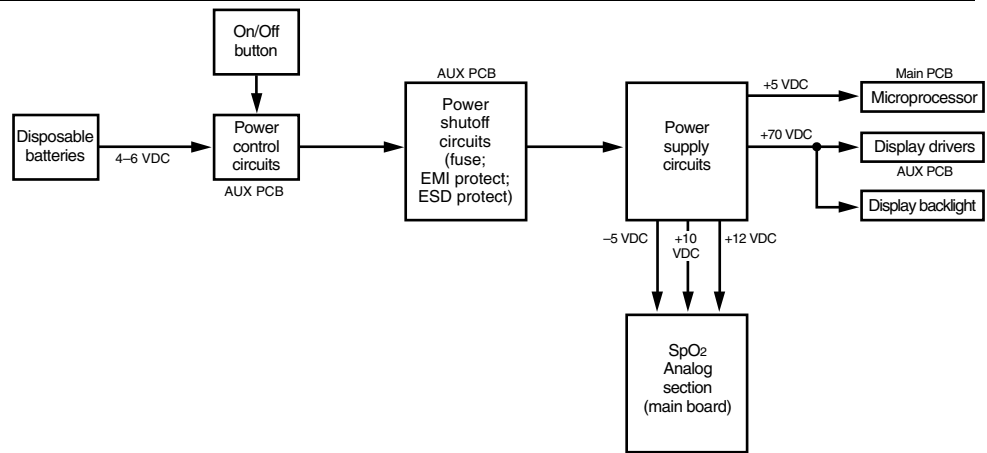 On/Off
button
Disposable
batteries
4–6 VDC
Power
control
circuits
AUX PCB
AUX PCB
Power
shutoff
circuits
(fuse;
EMI protect;
ESD protect)
Power
supply
circuits
+5 VDC
Main PCB
Microprocessor
+70 VDC
Display drivers
AUX PCB
Display backlight
–5 VDC
+10
VDC
+12 VDC
SpO2
Analog
section
(main board)